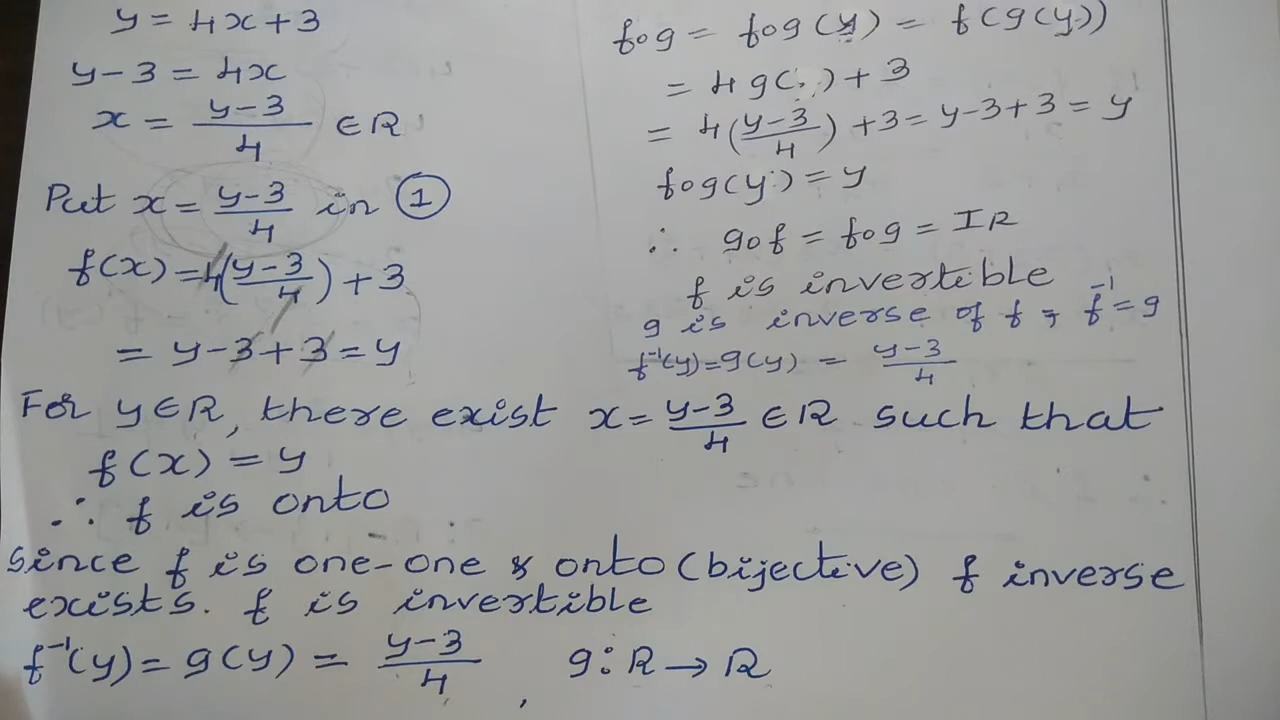 y = 4x + 3
y - 3 = 4x
x = (y-3)/4 ∈ R
Put x = (y-3)/4 in ①
f(x) = 4((y-3)/4) + 3
= y - 3 + 3 = y
fog = fog(y) = f(g(y))
= 4g( ) + 3
= 4((y-3)/4) + 3 = y - 3 + 3 = y
fog(y) = y
∴ gof = fog = IR
f is invertible
g is inverse of f, f⁻¹ = g
f⁻¹(y) = g(y) = (y-3)/4
For y ∈ R, there exist x = (y-3)/4 ∈ R such that
f(x) = y
∴ f is onto
since f is one-one & onto (bijective) f inverse
exists. f is invertible
f⁻¹(y) = g(y) = (y-3)/4 , g : R → R